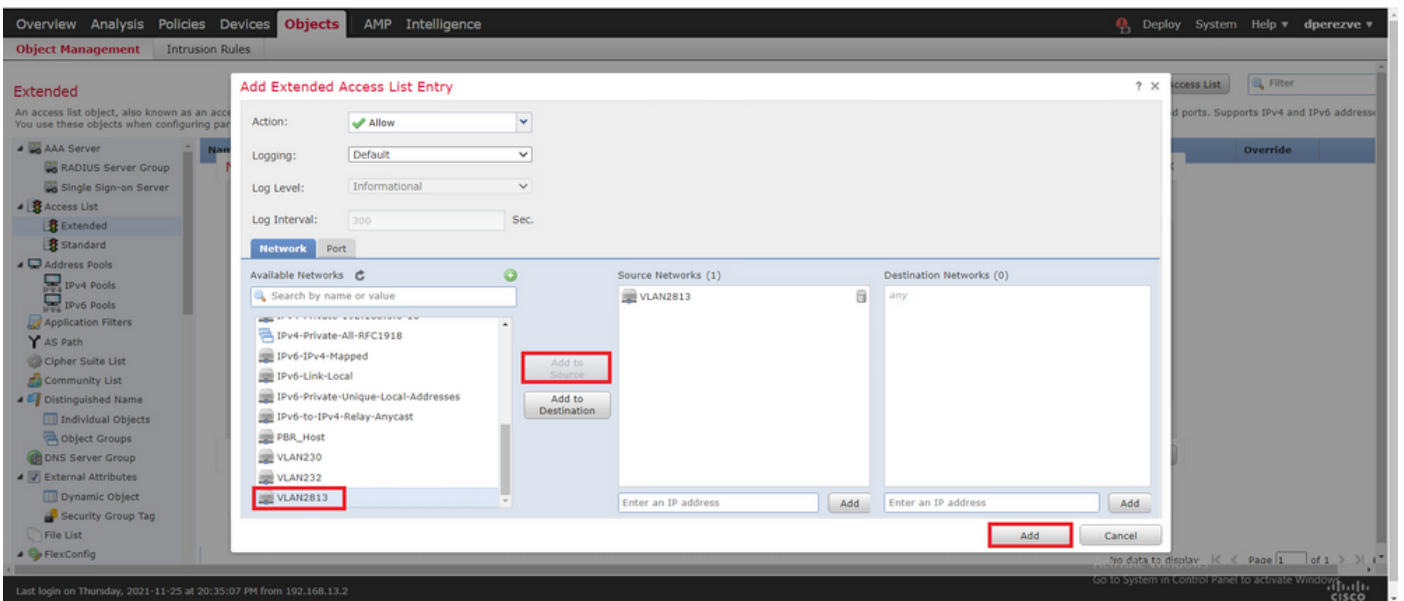 Overview Analysis Policies Devices Objects AMP Intelligence Deploy System Help dperezve
Object Management Intrusion Rules
Extended
An access list object, also known as an acce
You use these objects when configuring par
ccess List
Filter
d ports. Supports IPv4 and IPv6 addresse
Nam
Override
AAA Server
RADIUS Server Group
Single Sign-on Server
Access List
Extended
Standard
Address Pools
IPv4 Pools
IPv6 Pools
Application Filters
AS Path
Cipher Suite List
Community List
Distinguished Name
Individual Objects
Object Groups
DNS Server Group
External Attributes
Dynamic Object
Security Group Tag
File List
FlexConfig
Add Extended Access List Entry ?
Action: Allow
Logging: Default
Log Level: Informational
Log Interval: 300 Sec.
Network Port
Available Networks
Search by name or value
IPv4-Private-All-RFC1918
IPv6-IPv4-Mapped
IPv6-Link-Local
IPv6-Private-Unique-Local-Addresses
IPv6-to-IPv4-Relay-Anycast
PBR_Host
VLAN230
VLAN232
VLAN2813
Add to
Source
Add to
Destination
Source Networks (1)
VLAN2813
Enter an IP address Add
Destination Networks (0)
any
Enter an IP address Add
Add Cancel
No data to display Page 1 of 1
Go to System in Control Panel to activate Windows.
Last login on Thursday, 2021-11-25 at 20:35:07 PM from 192.168.13.2
CISCO